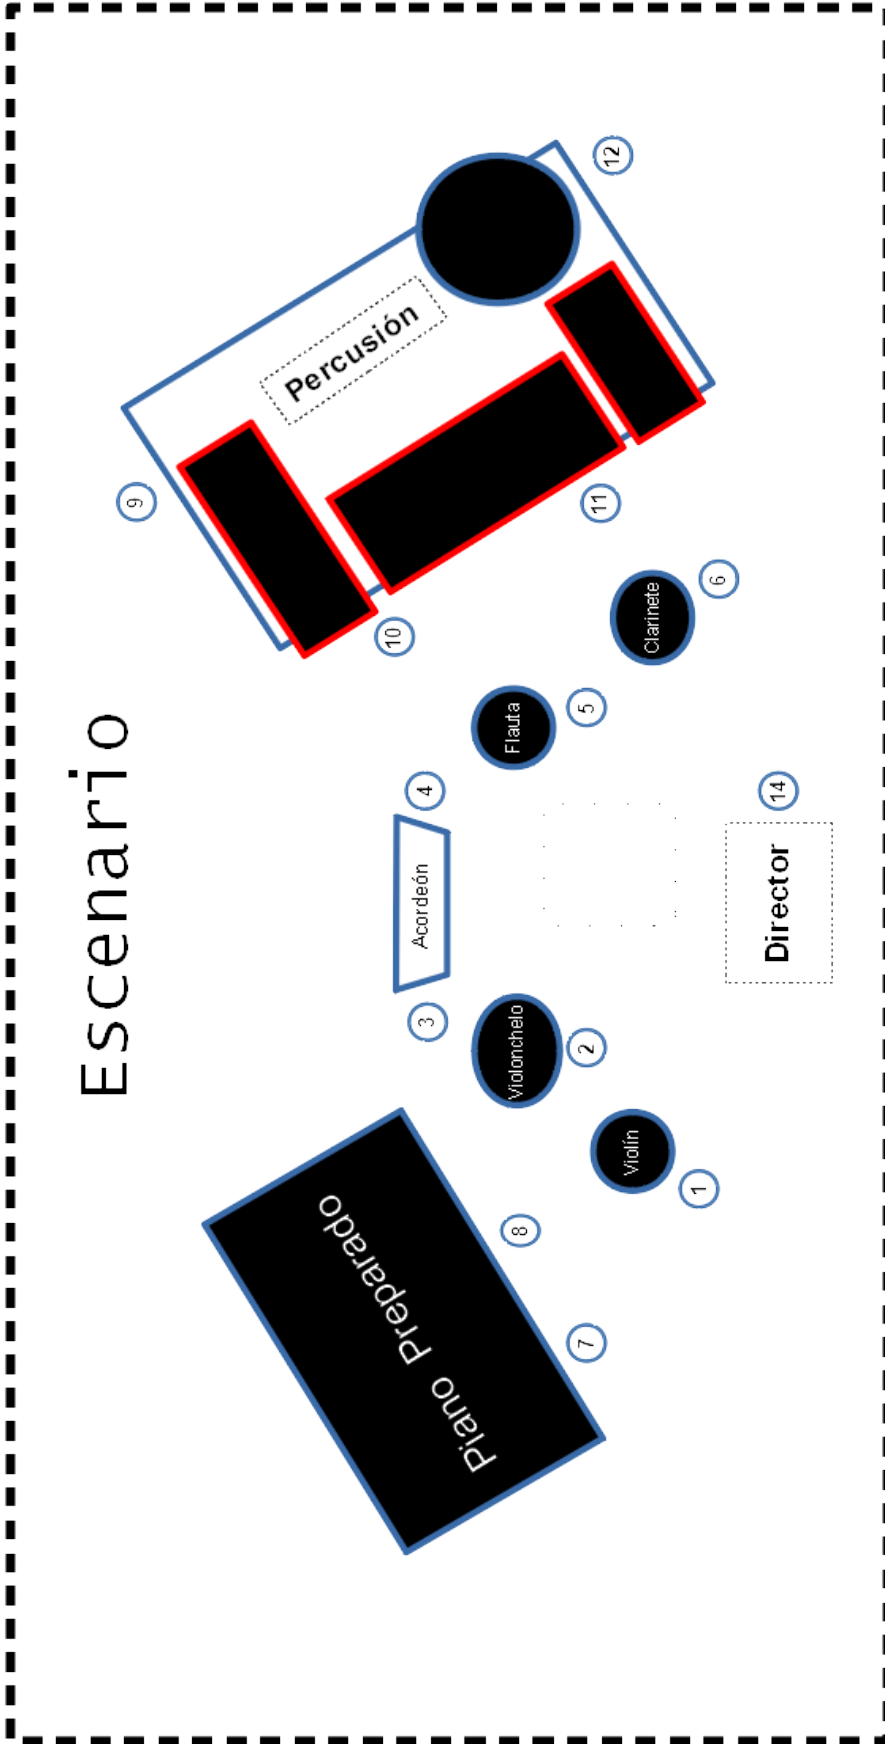 Escenario
Percusión
Piano Preparado
Acordeón
Violonchelo
Flauta
Violín
Clarinete
Director
9
12
10
11
3
4
8
2
5
7
1
6
14